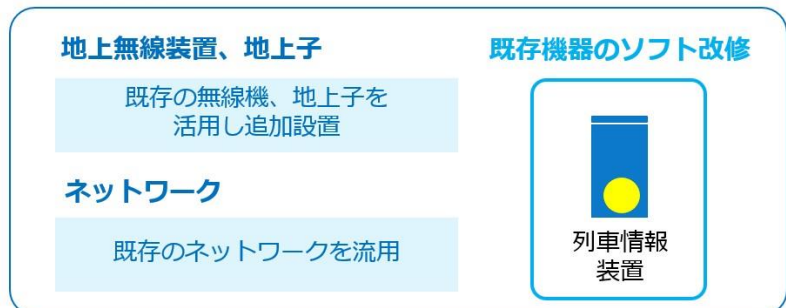 地上無線装置、地上子
既存の無線機、地上子を
活用し追加設置
ネットワーク
既存のネットワークを流用
既存機器のソフト改修
列車情報
装置